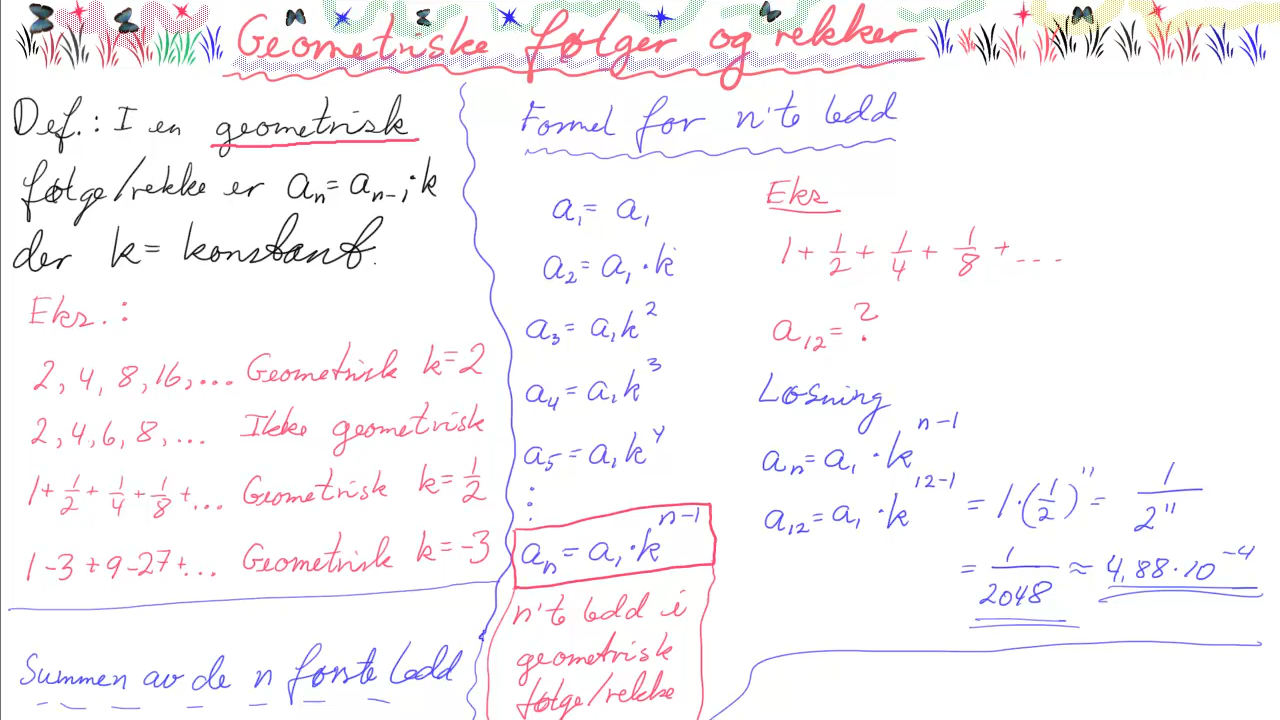 Geometriske følger og rekker
Def.: I en geometrisk
følge/rekke er aₙ = aₙ₋₁ · k
der k = konstant.
Eks.:
2, 4, 8, 16, ... Geometrisk k = 2
2, 4, 6, 8, ... Ikke geometrisk
1 + 1/2 + 1/4 + 1/8 + ... Geometrisk k = 1/2
1 - 3 + 9 - 27 + ... Geometrisk k = -3
Summen av de n første ledd
Formel for n'te ledd
a₁ = a₁
a₂ = a₁ · k
a₃ = a₁k²
a₄ = a₁k³
a₅ = a₁k⁴
⋮
aₙ = a₁ · kⁿ⁻¹
n'te ledd i
geometrisk
følge/rekke
Eks
1 + 1/2 + 1/4 + 1/8 + ...
a₁₂ = ?
Løsning
aₙ = a₁ · kⁿ⁻¹
a₁₂ = a₁ · k¹²⁻¹ = 1 · (1/2)¹¹ = 1/2¹¹
= 1/2048 ≈ 4,88 · 10⁻⁴